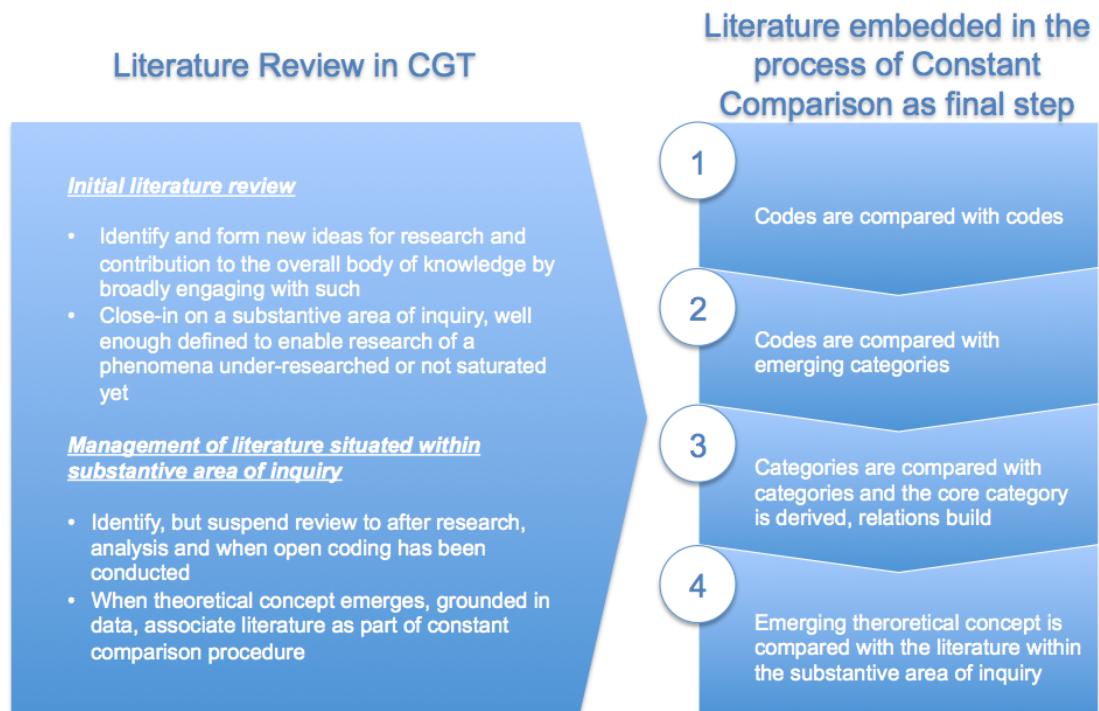 Literature Review in CGT
Initial literature review
• Identify and form new ideas for research and
contribution to the overall body of knowledge by
broadly engaging with such
• Close-in on a substantive area of inquiry, well
enough defined to enable research of a
phenomena under-researched or not saturated
yet
Management of literature situated within
substantive area of inquiry
• Identify, but suspend review to after research,
analysis and when open coding has been
conducted
• When theoretical concept emerges, grounded in
data, associate literature as part of constant
comparison procedure
Literature embedded in the
process of Constant
Comparison as final step
1
Codes are compared with codes
2
Codes are compared with
emerging categories
3
Categories are compared with
categories and the core category
is derived, relations build
4
Emerging theroretical concept is
compared with the literature within
the substantive area of inquiry